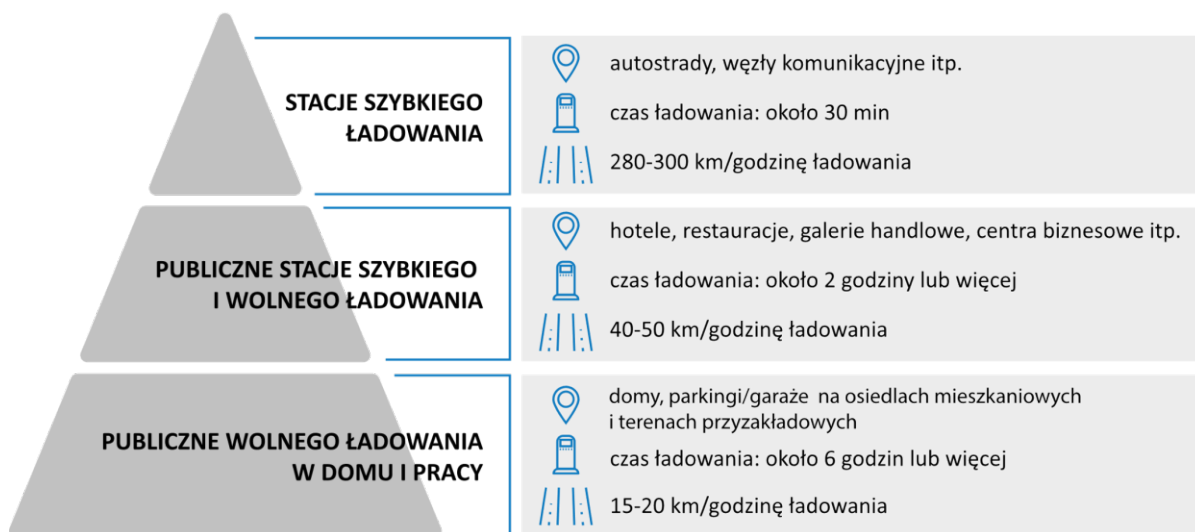 STACJE SZYBKIEGO
ŁADOWANIA
autostrady, węzły komunikacyjne itp.
czas ładowania: około 30 min
280-300 km/godzinę ładowania
PUBLICZNE STACJE SZYBKIEGO
I WOLNEGO ŁADOWANIA
hotele, restauracje, galerie handlowe, centra biznesowe itp.
czas ładowania: około 2 godziny lub więcej
40-50 km/godzinę ładowania
PUBLICZNE WOLNEGO ŁADOWANIA
W DOMU I PRACY
domy, parkingi/garaże na osiedlach mieszkaniowych
i terenach przyzakładowych
czas ładowania: około 6 godzin lub więcej
15-20 km/godzinę ładowania